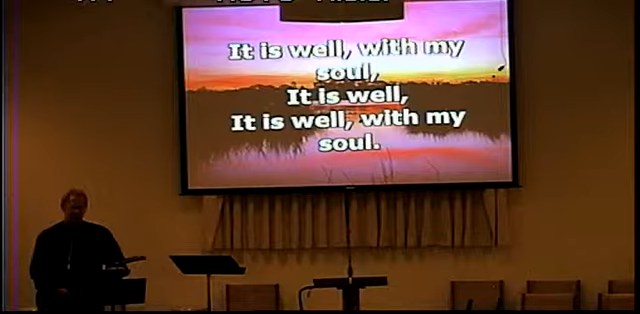 It is well, with my
soul,
It is well,
It is well, with my
soul.